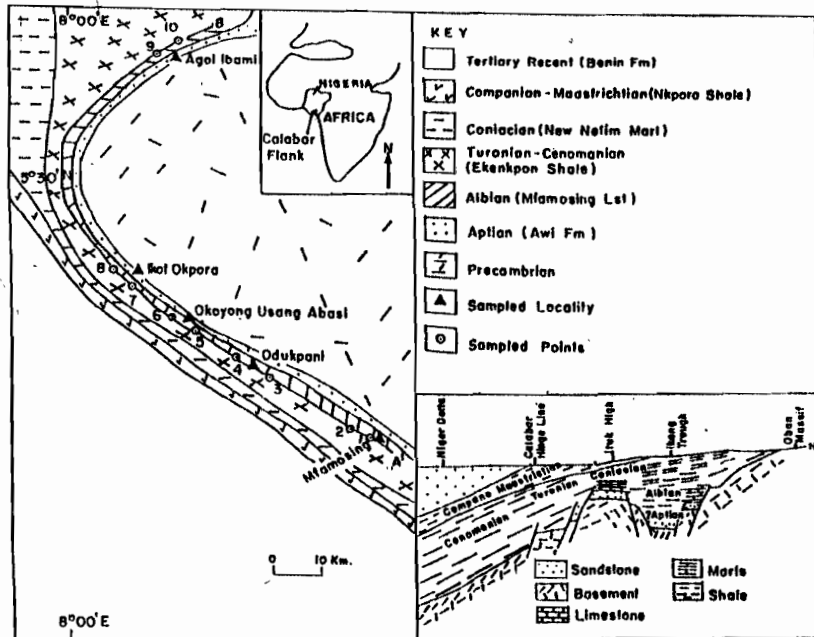 8°00'E
10
8
9
Agoi Ibami
NIGERIA
AFRICA
Calabar
Flank
N
5°30' N
8
Ikot Okpora
7
Okoyong Usang Abasi
6
5
Odukpani
4
3
2
1
Mfamosing
A'
0 10 Km.
8°00'E
KEY
Tertiary Recent (Benin Fm)
Companian-Maastrichtian (Nkpora Shale)
Coniacian (New Netim Marl)
Turonian-Cenomanian
(Ekenkpon Shale)
Albian (Mfamosing Lst)
Aptian (Awi Fm)
Precambrian
Sampled Locality
Sampled Points
Niger Delta
Calabar
Hinge Line
Ituk High
Ikang
Trough
Oban
Massif
N
Campano Maastrichtian
Coniacian
Turonian
Cenomanian
Albian
?Aptian
Sandstone
Marls
Basement
Shale
Limestone